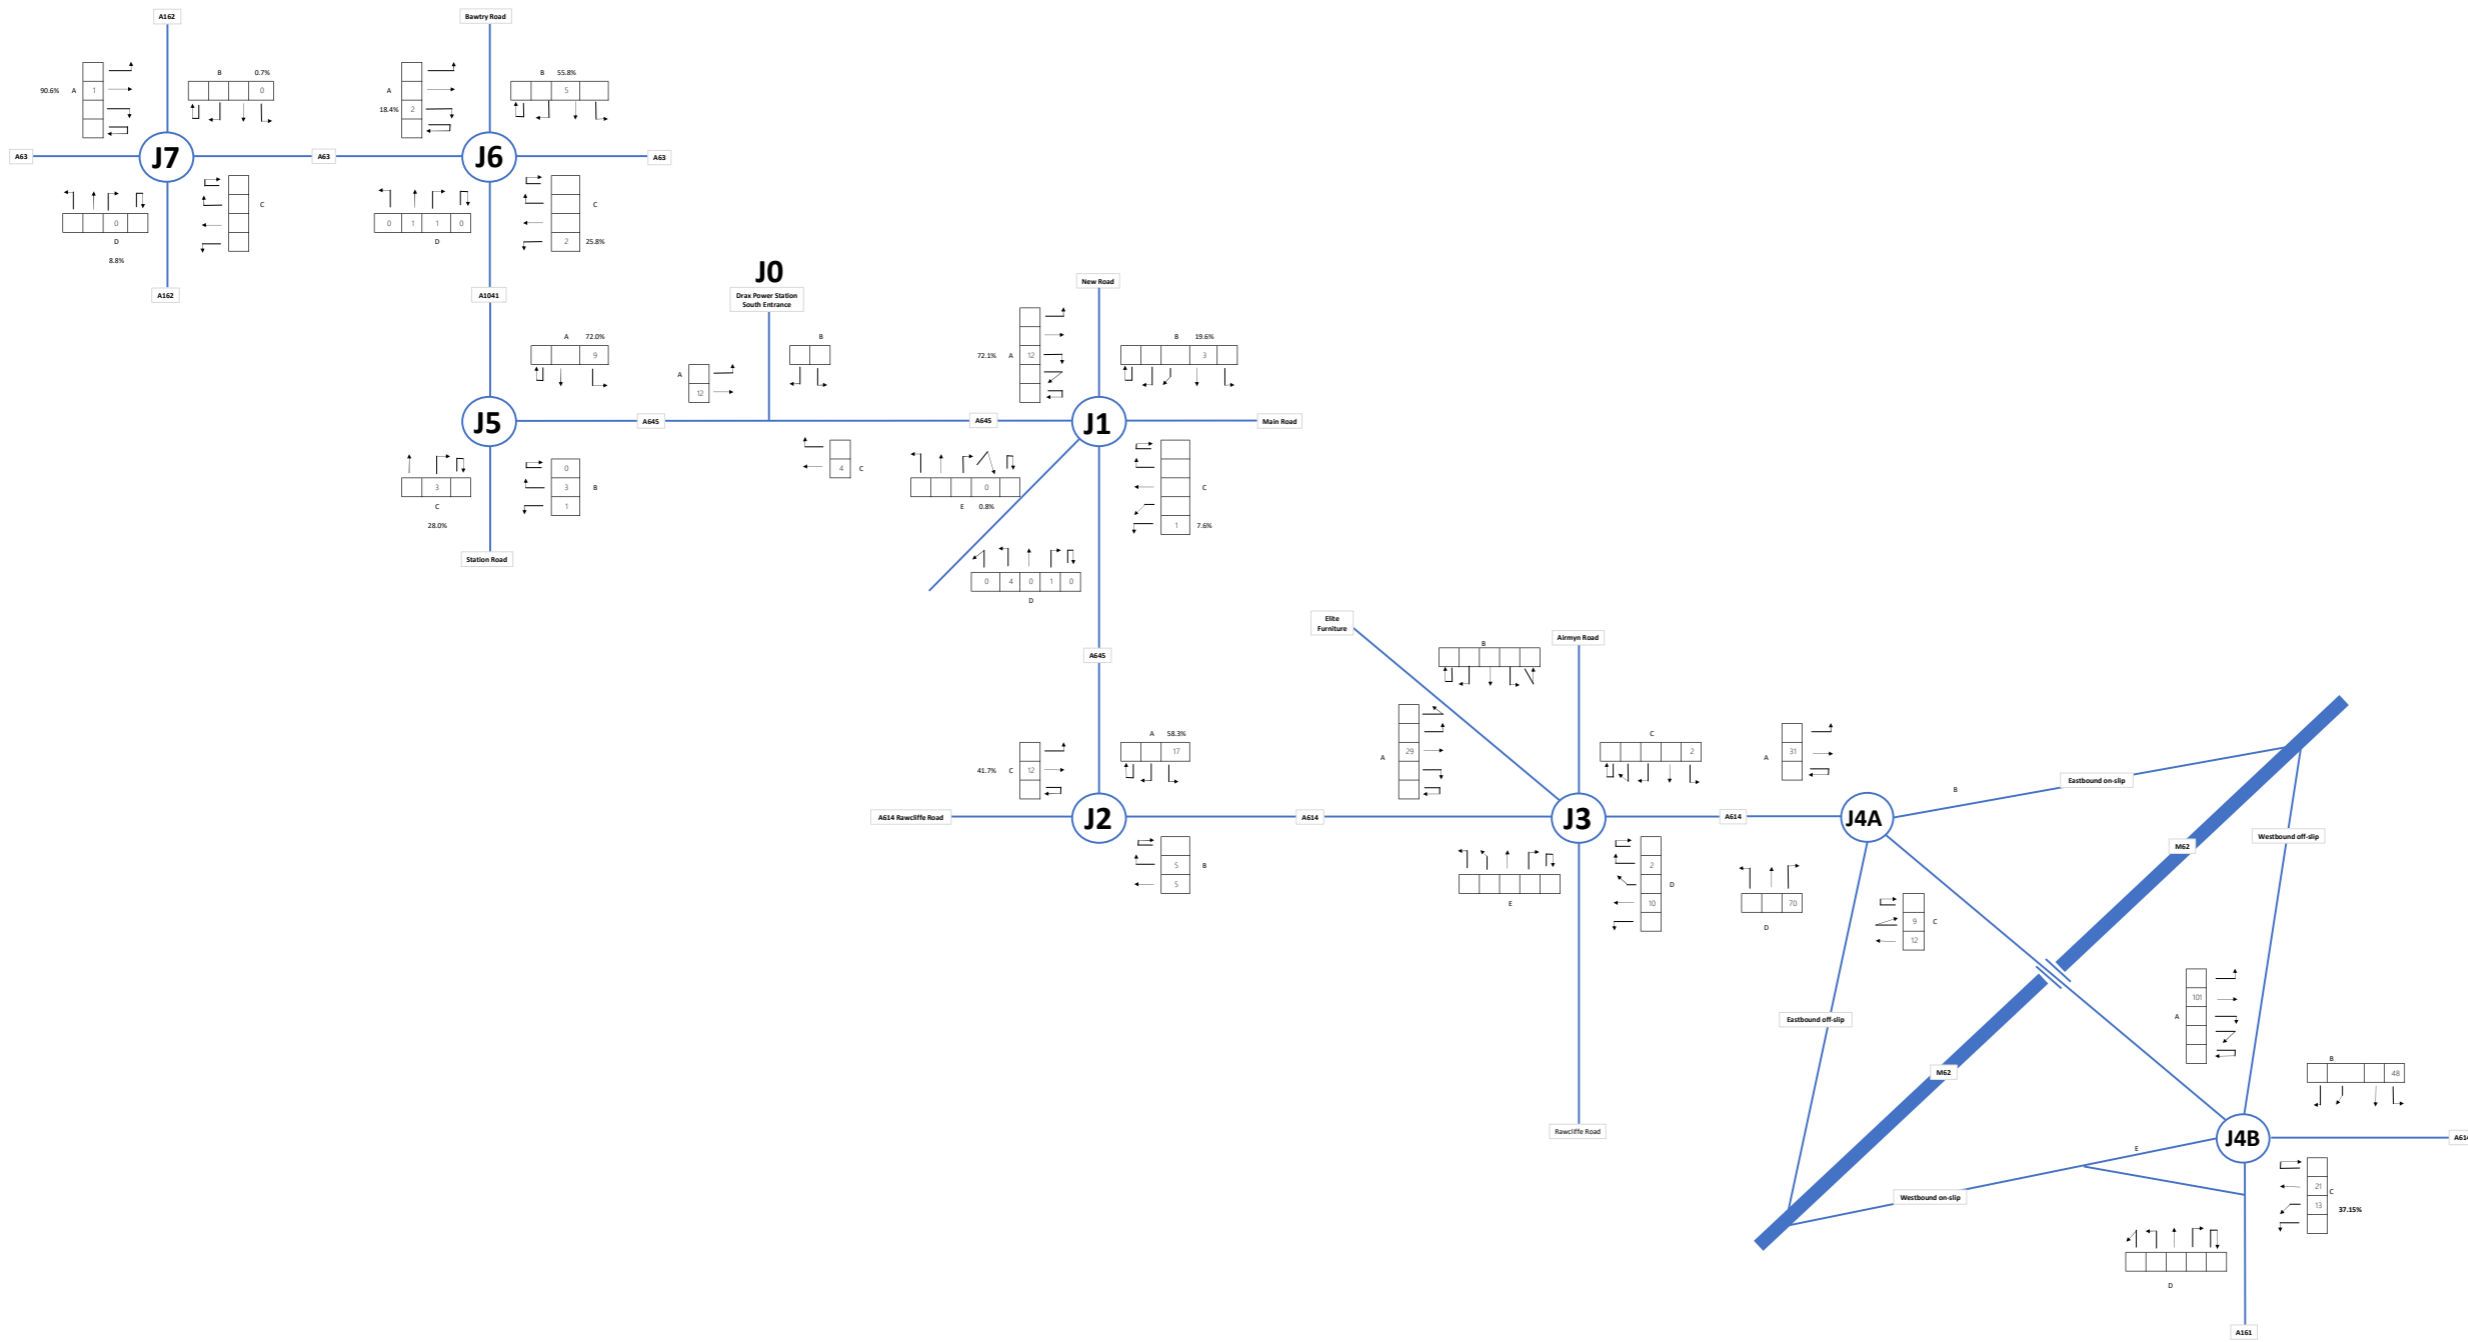 A162
Bawtry Road
B 0.7%
B 55.8%
90.6% A 1
0
A
18.4% 2
5
A63
J7
A63
J6
A63
C
C
0
D
8.8%
0 1 1 0
D
2 25.8%
A162
A1041
J0
Drax Power Station
South Entrance
New Road
A 72.0%
9
B
A
12
72.1% A 12
B 19.6%
3
J5
A645
A645
J1
Main Road
3
C
28.0%
0
3 B
1
4 C
0
E 0.8%
C
1 7.6%
Station Road
0 4 0 1 0
D
Elite
Furniture
Airmyn Road
A645
B
A 58.3%
17
41.7% C 12
A 29
C
2
A 31
A614 Rawcliffe Road
J2
A614
J3
A614
J4A
B
Eastbound on-slip
Westbound off-slip
M62
5 B
5
E
2
D
10
70
D
9 C
12
Eastbound off-slip
101
A
M62
B
48
J4B
A614
E
Westbound on-slip
21 C
13 37.15%
D
Rawcliffe Road
A161